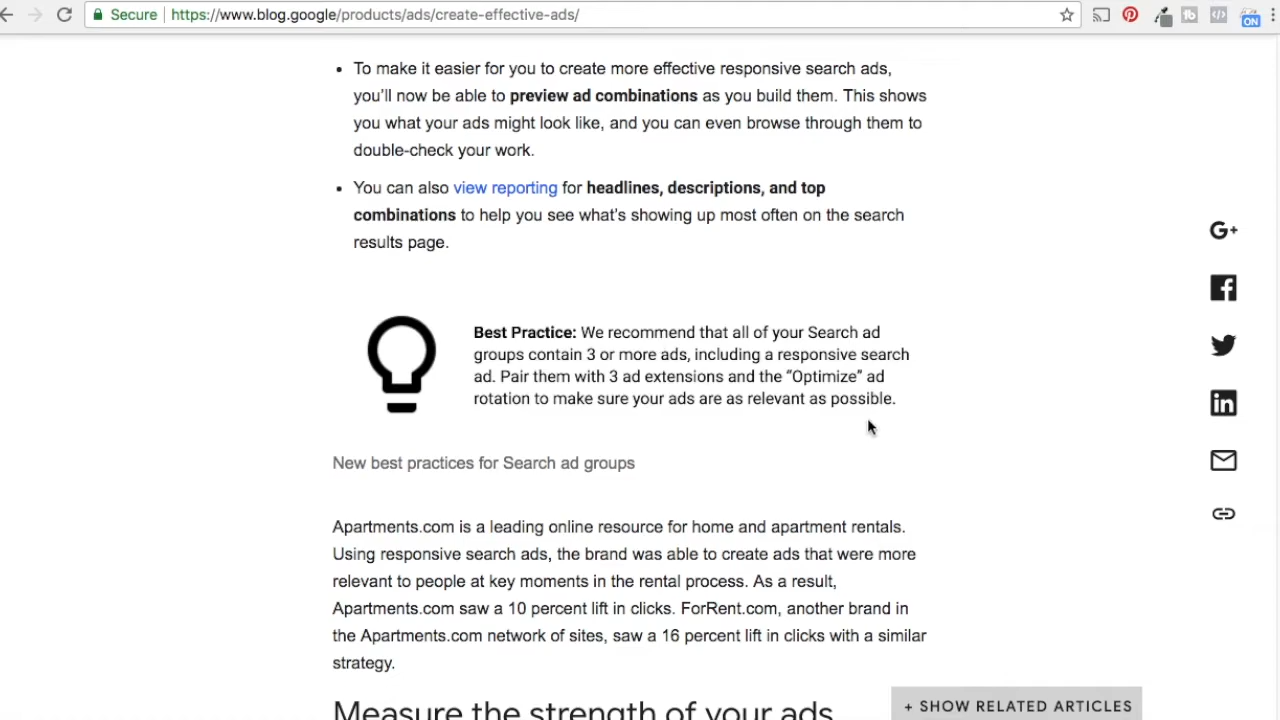 Secure https://www.blog.google/products/ads/create-effective-ads/
ON
• To make it easier for you to create more effective responsive search ads,
you'll now be able to preview ad combinations as you build them. This shows
you what your ads might look like, and you can even browse through them to
double-check your work.
• You can also view reporting for headlines, descriptions, and top
combinations to help you see what's showing up most often on the search
results page.
G+
Best Practice: We recommend that all of your Search ad
groups contain 3 or more ads, including a responsive search
ad. Pair them with 3 ad extensions and the “Optimize” ad
rotation to make sure your ads are as relevant as possible.
in
New best practices for Search ad groups
Apartments.com is a leading online resource for home and apartment rentals.
Using responsive search ads, the brand was able to create ads that were more
relevant to people at key moments in the rental process. As a result,
Apartments.com saw a 10 percent lift in clicks. ForRent.com, another brand in
the Apartments.com network of sites, saw a 16 percent lift in clicks with a similar
strategy.
Measure the strength of your ads
+ SHOW RELATED ARTICLES